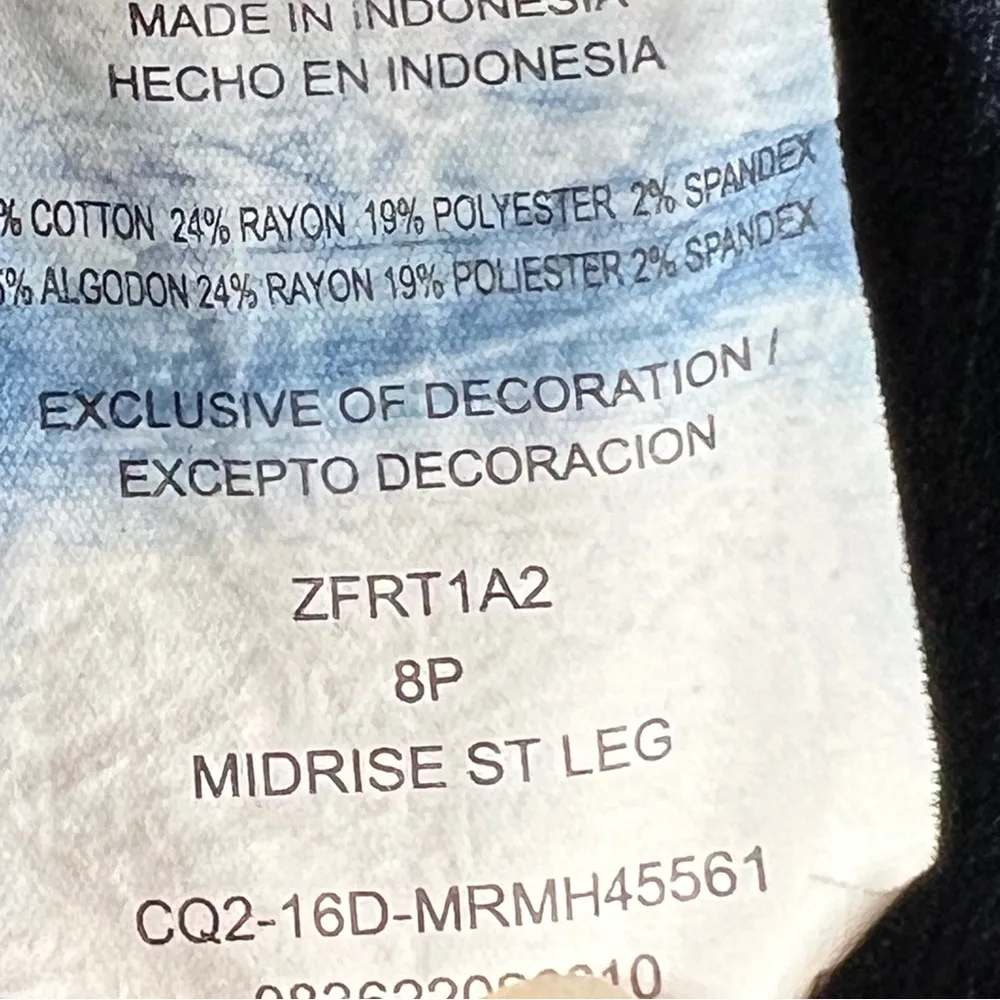 MADE IN INDONESIA
HECHO EN INDONESIA
% COTTON 24% RAYON 19% POLYESTER 2% SPANDEX
5% ALGODON 24% RAYON 19% POLIESTER 2% SPANDEX
EXCLUSIVE OF DECORATION /
EXCEPTO DECORACION
ZFRT1A2
8P
MIDRISE ST LEG
CQ2-16D-MRMH45561